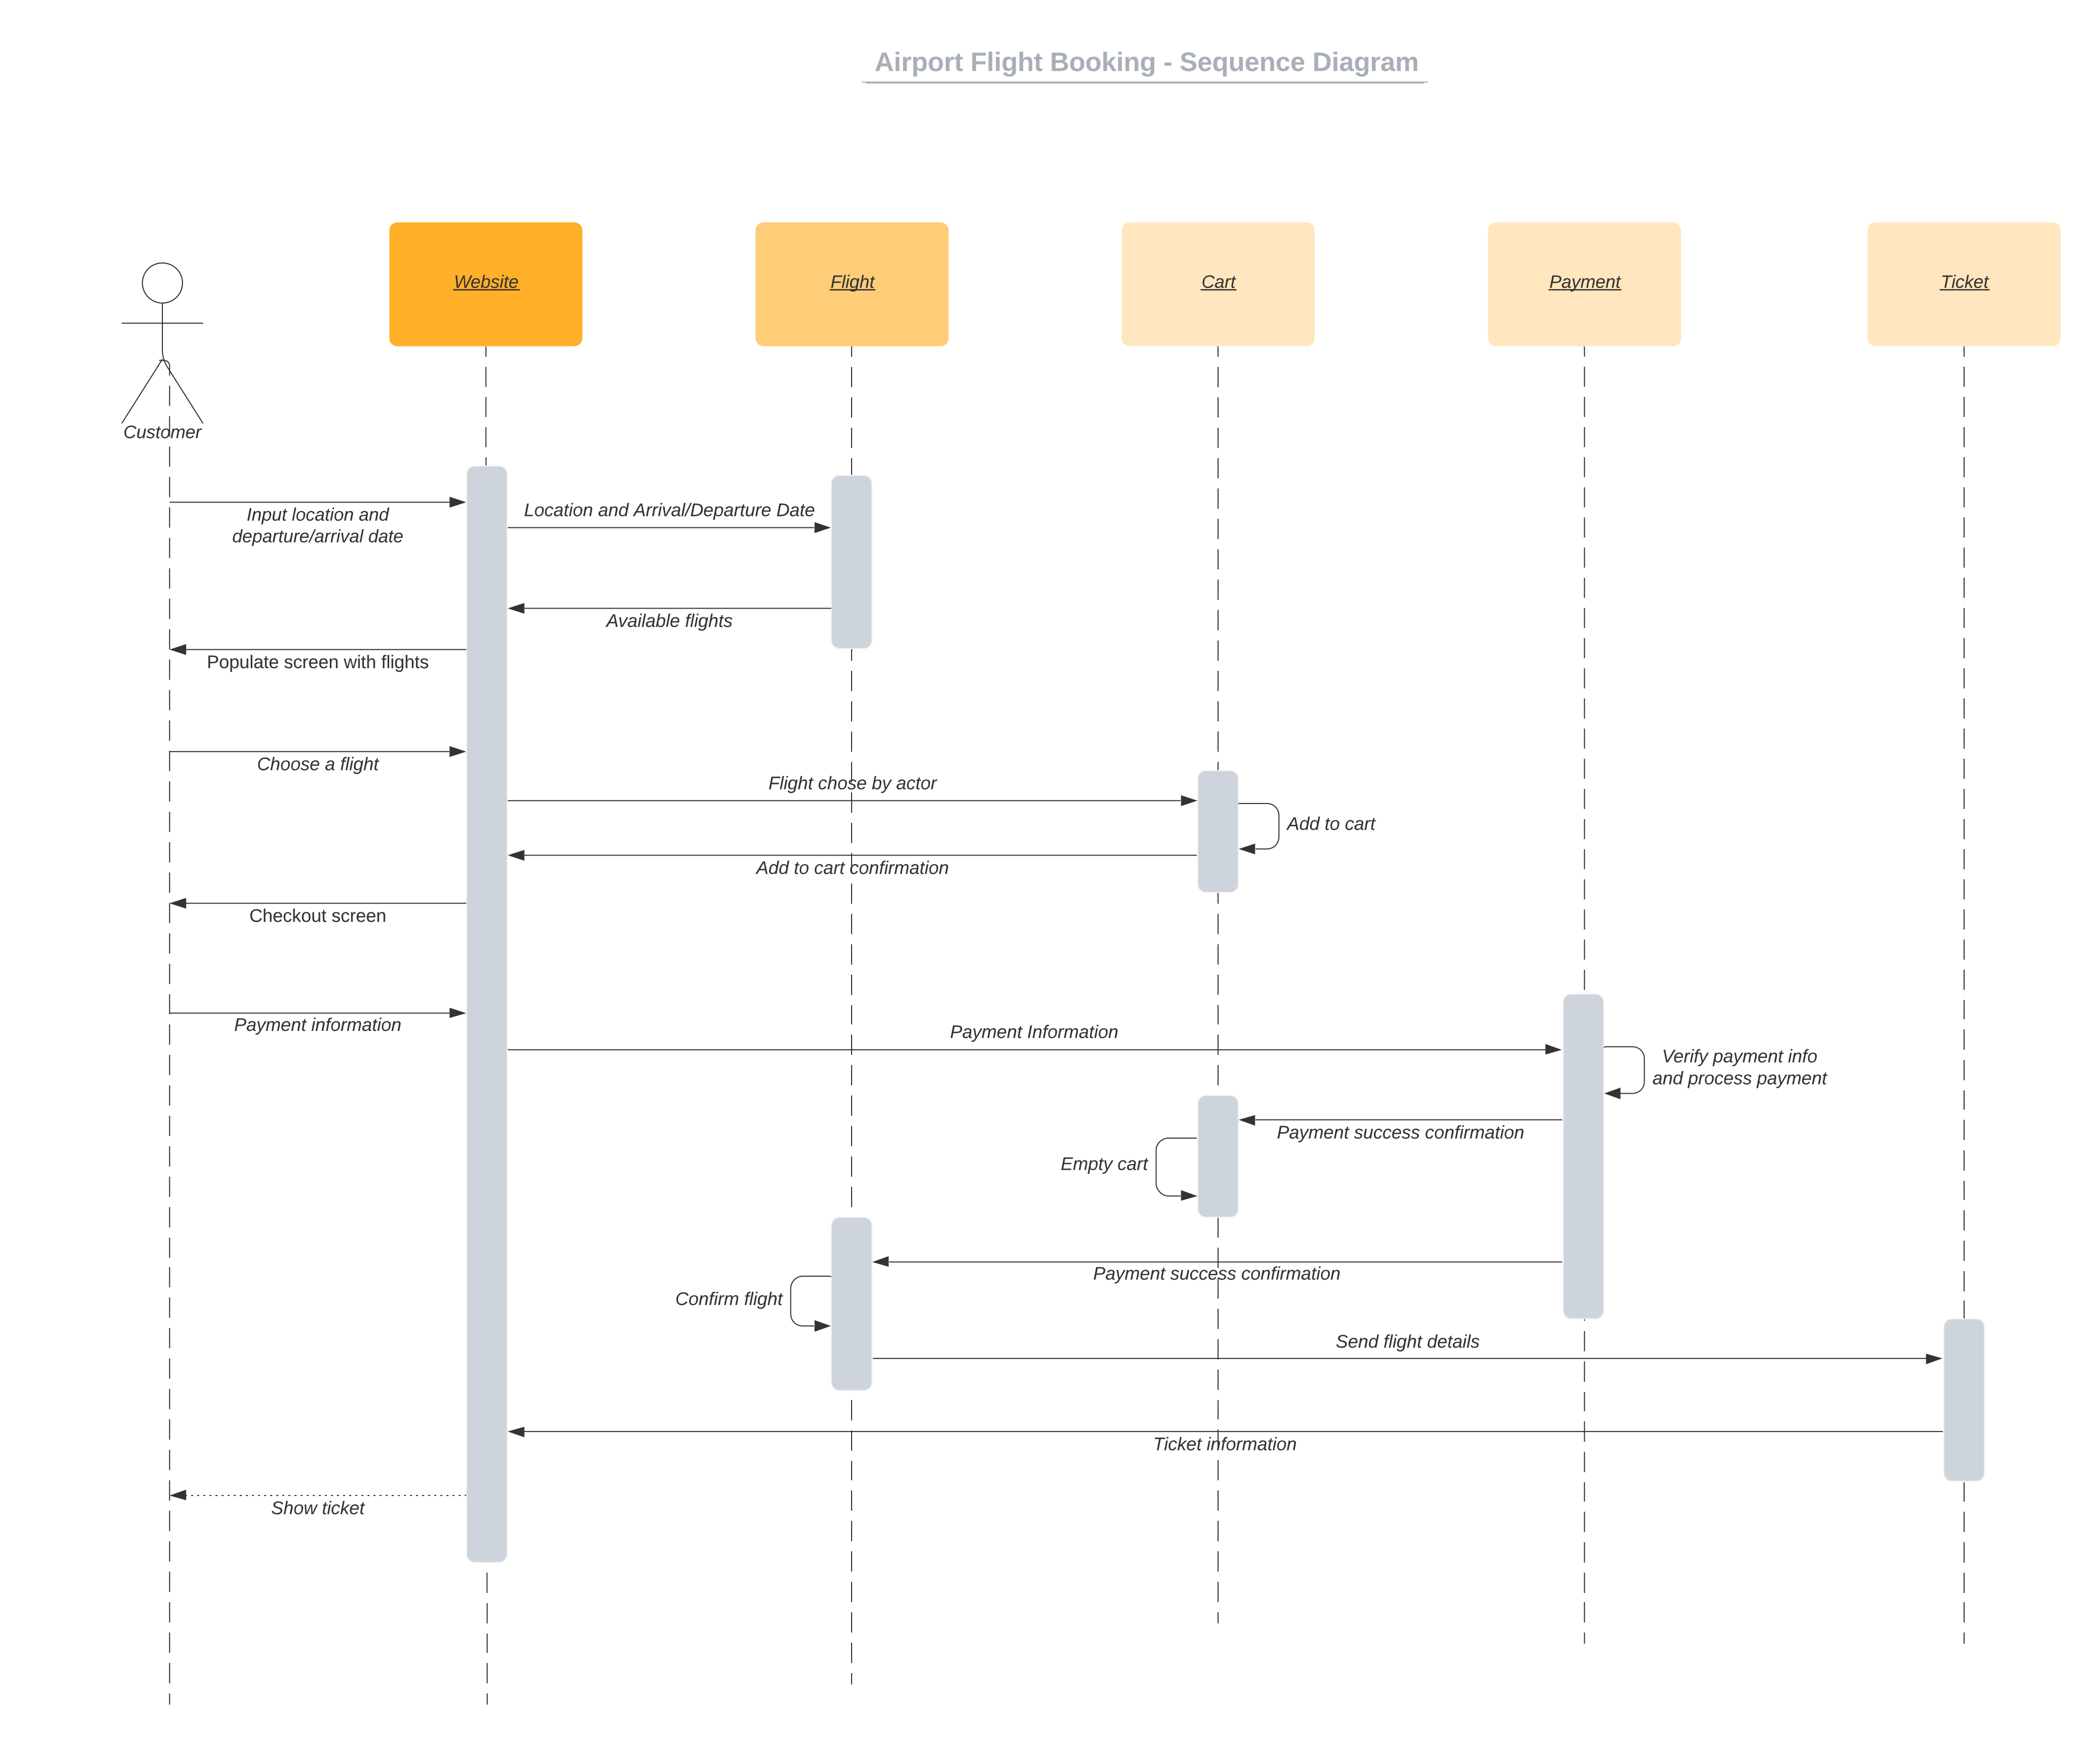 Airport Flight Booking - Sequence Diagram
Website
Flight
Cart
Payment
Ticket
Customer
Input location and
departure/arrival date
Location and Arrival/Departure Date
Available flights
Populate screen with flights
Choose a flight
Flight chose by actor
Add to cart
Add to cart confirmation
Checkout screen
Payment information
Payment Information
Verify payment info
and process payment
Payment success confirmation
Empty cart
Payment success confirmation
Confirm flight
Send flight details
Ticket information
Show ticket